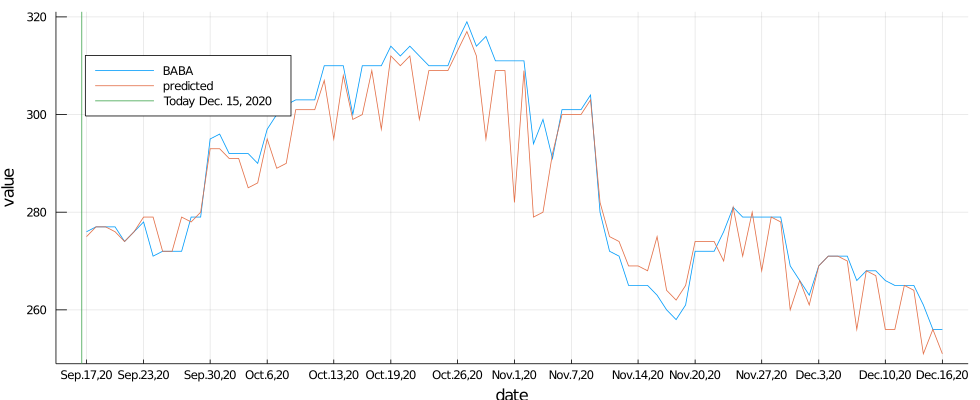 320
300
280
260
value
BABA
predicted
Today Dec. 15, 2020
Sep.17,20 Sep.23,20 Sep.30,20 Oct.6,20 Oct.13,20 Oct.19,20 Oct.26,20 Nov.1,20 Nov.7,20 Nov.14,20 Nov.20,20 Nov.27,20 Dec.3,20 Dec.10,20 Dec.16,20
date